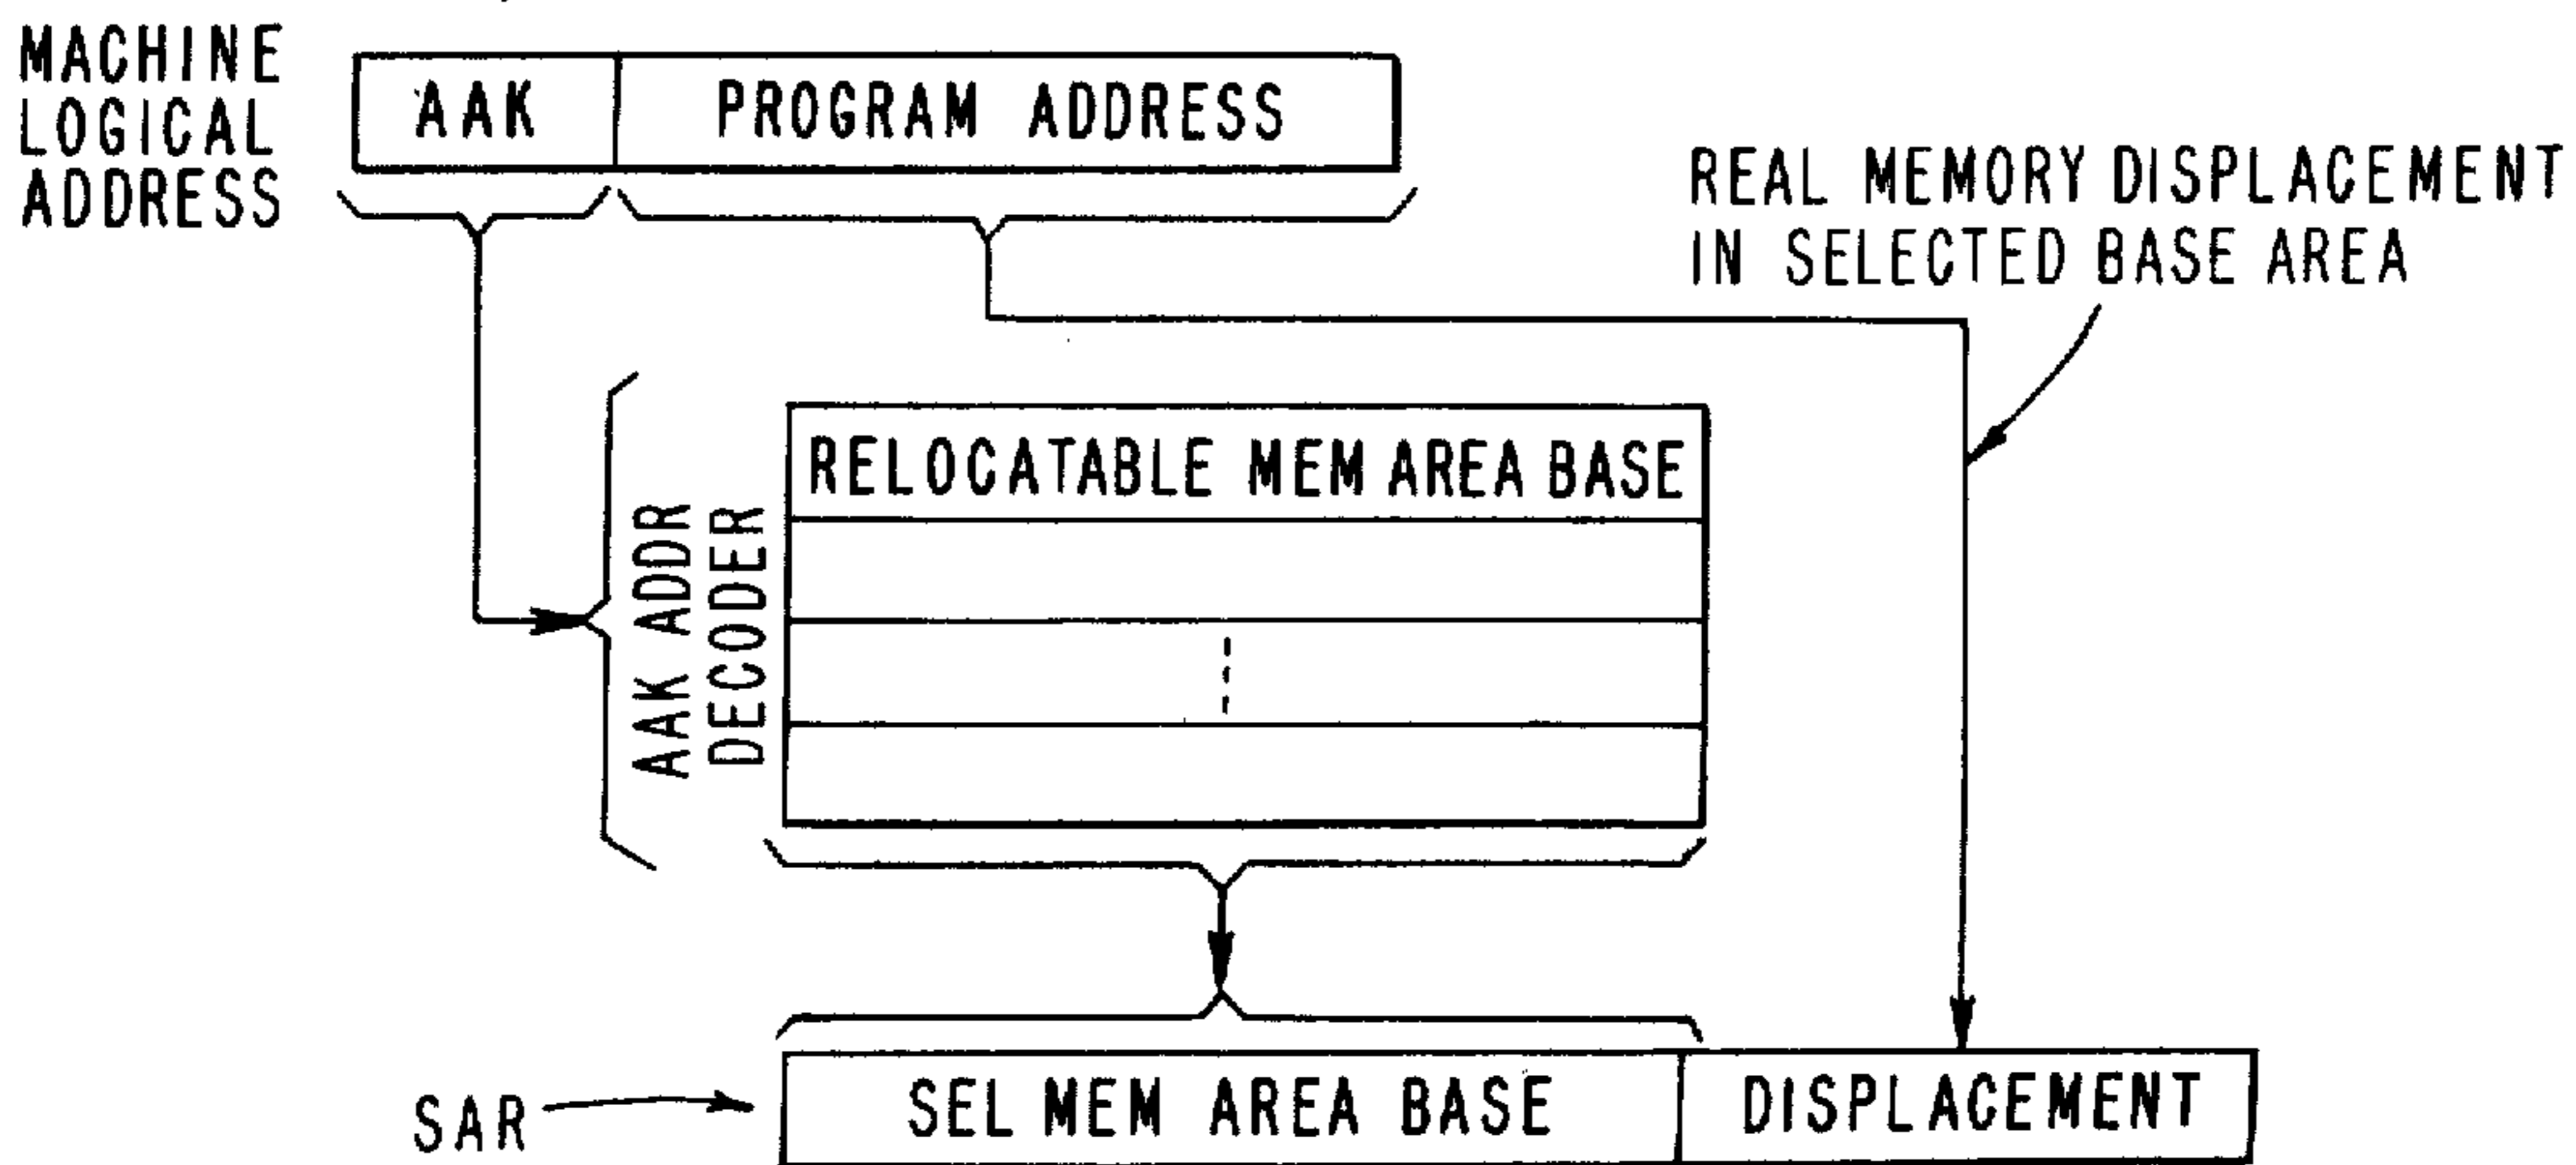 MACHINE
LOGICAL
ADDRESS
AAK
PROGRAM ADDRESS
REAL MEMORY DISPLACEMENT
IN SELECTED BASE AREA
AAK ADDR
DECODER
RELOCATABLE MEM AREA BASE
SAR
SEL MEM AREA BASE
DISPLACEMENT